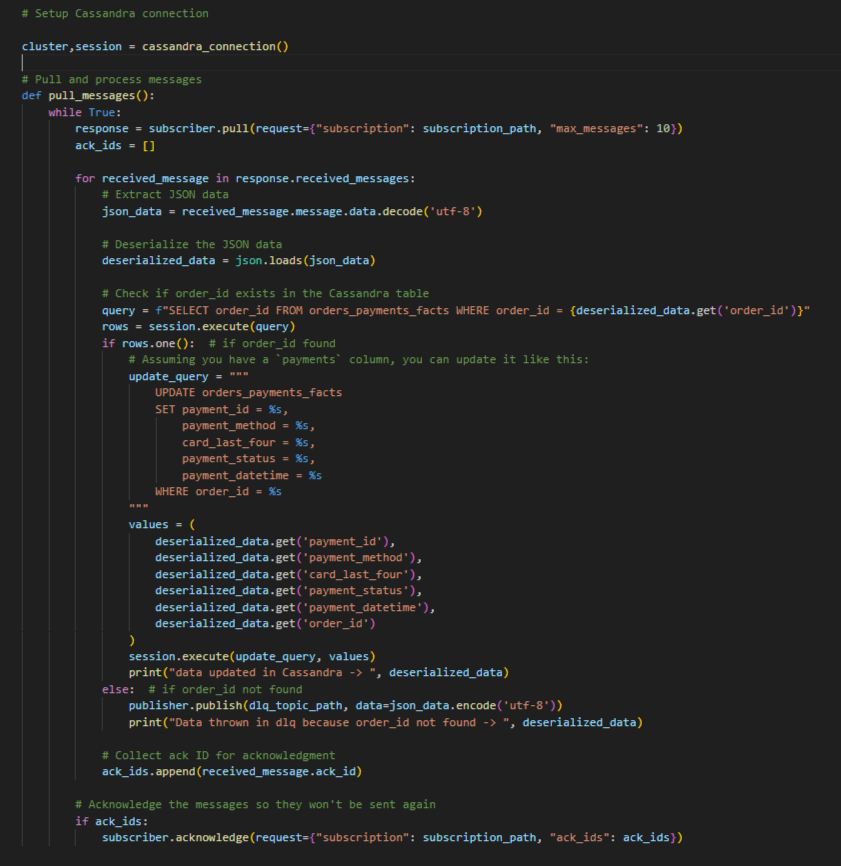 # Setup Cassandra connection
cluster,session = cassandra_connection()
# Pull and process messages
def pull_messages():
    while True:
        response = subscriber.pull(request={"subscription": subscription_path, "max_messages": 10})
        ack_ids = []
        for received_message in response.received_messages:
            # Extract JSON data
            json_data = received_message.message.data.decode('utf-8')
            # Deserialize the JSON data
            deserialized_data = json.loads(json_data)
            # Check if order_id exists in the Cassandra table
            query = f"SELECT order_id FROM orders_payments_facts WHERE order_id = {deserialized_data.get('order_id')}"
            rows = session.execute(query)
            if rows.one():  # if order_id found
                # Assuming you have a `payments` column, you can update it like this:
                update_query = """
                    UPDATE orders_payments_facts
                    SET payment_id = %s,
                        payment_method = %s,
                        card_last_four = %s,
                        payment_status = %s,
                        payment_datetime = %s
                    WHERE order_id = %s
                """
                values = (
                    deserialized_data.get('payment_id'),
                    deserialized_data.get('payment_method'),
                    deserialized_data.get('card_last_four'),
                    deserialized_data.get('payment_status'),
                    deserialized_data.get('payment_datetime'),
                    deserialized_data.get('order_id')
                )
                session.execute(update_query, values)
                print("data updated in Cassandra -> ", deserialized_data)
            else:  # if order_id not found
                publisher.publish(dlq_topic_path, data=json_data.encode('utf-8'))
                print("Data thrown in dlq because order_id not found -> ", deserialized_data)
            # Collect ack ID for acknowledgment
            ack_ids.append(received_message.ack_id)
        # Acknowledge the messages so they won't be sent again
        if ack_ids:
            subscriber.acknowledge(request={"subscription": subscription_path, "ack_ids": ack_ids})